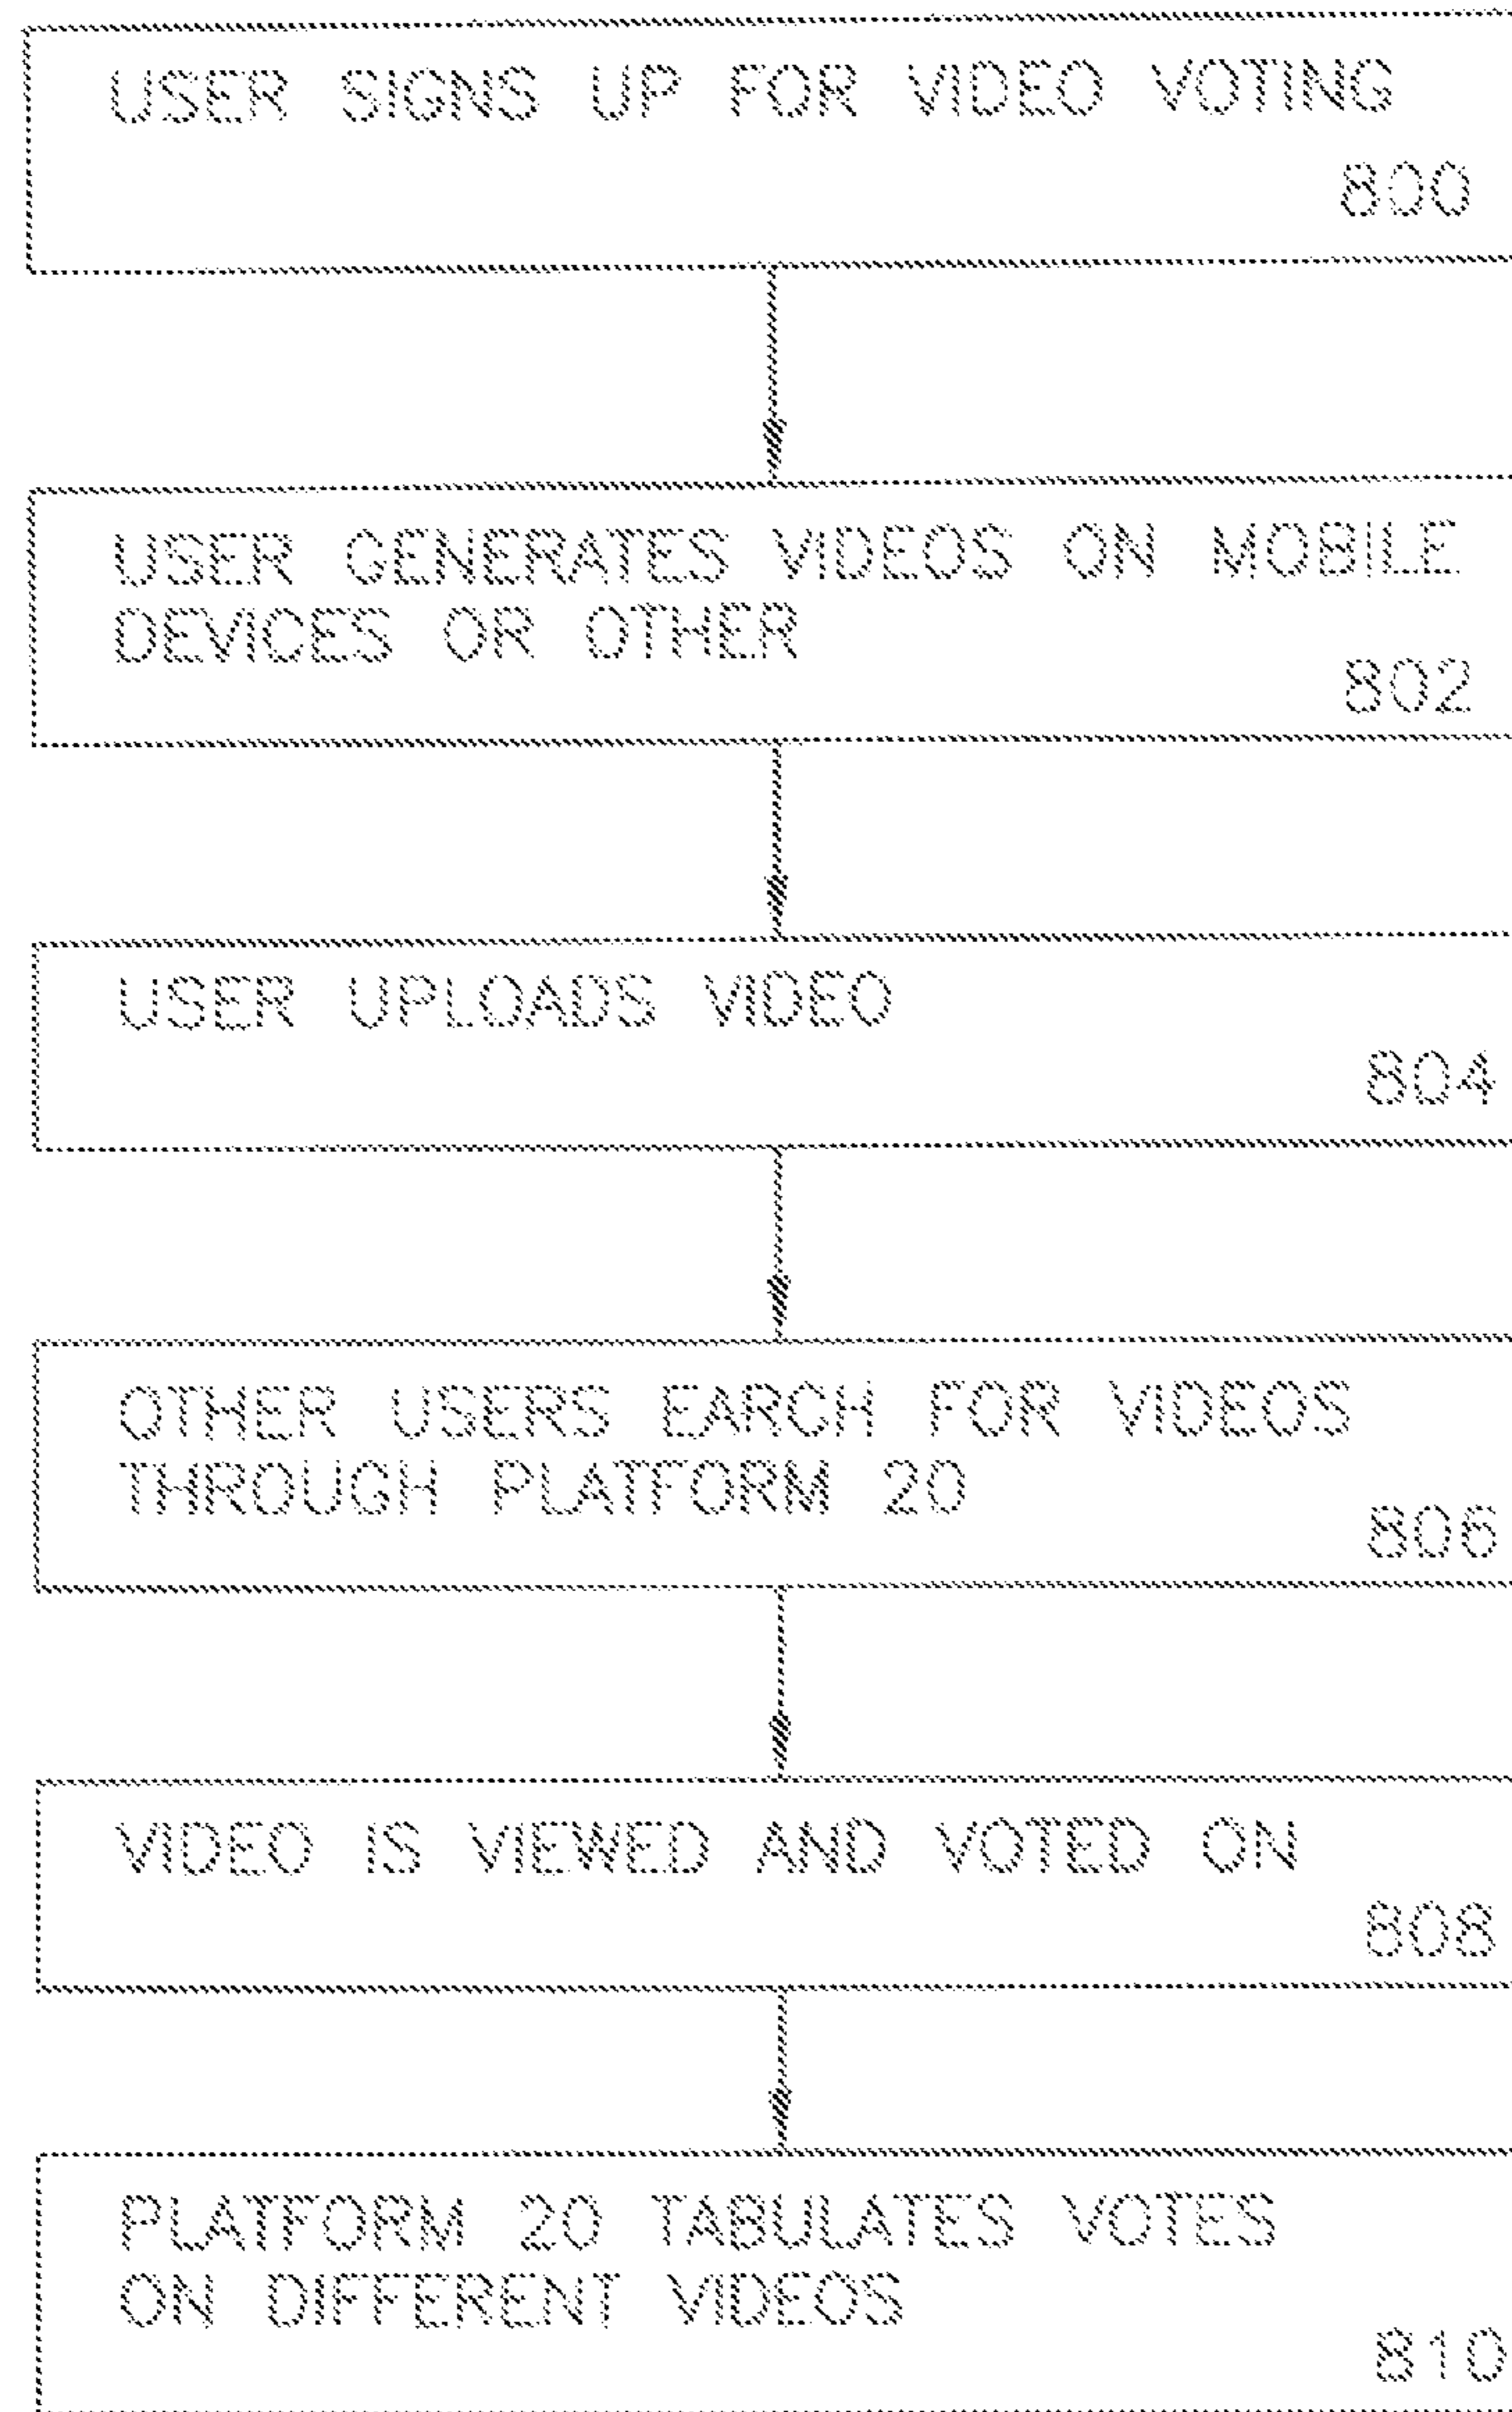 USER SIGNS UP FOR VIDEO VOTING
800
USER GENERATES VIDEOS ON MOBILE
DEVICES OR OTHER
802
USER UPLOADS VIDEO
804
OTHER USERS EARCH FOR VIDEOS
THROUGH PLATFORM 20
806
VIDEO IS VIEWED AND VOTED ON
808
PLATFORM 20 TABULATES VOTES
ON DIFFERENT VIDEOS
810